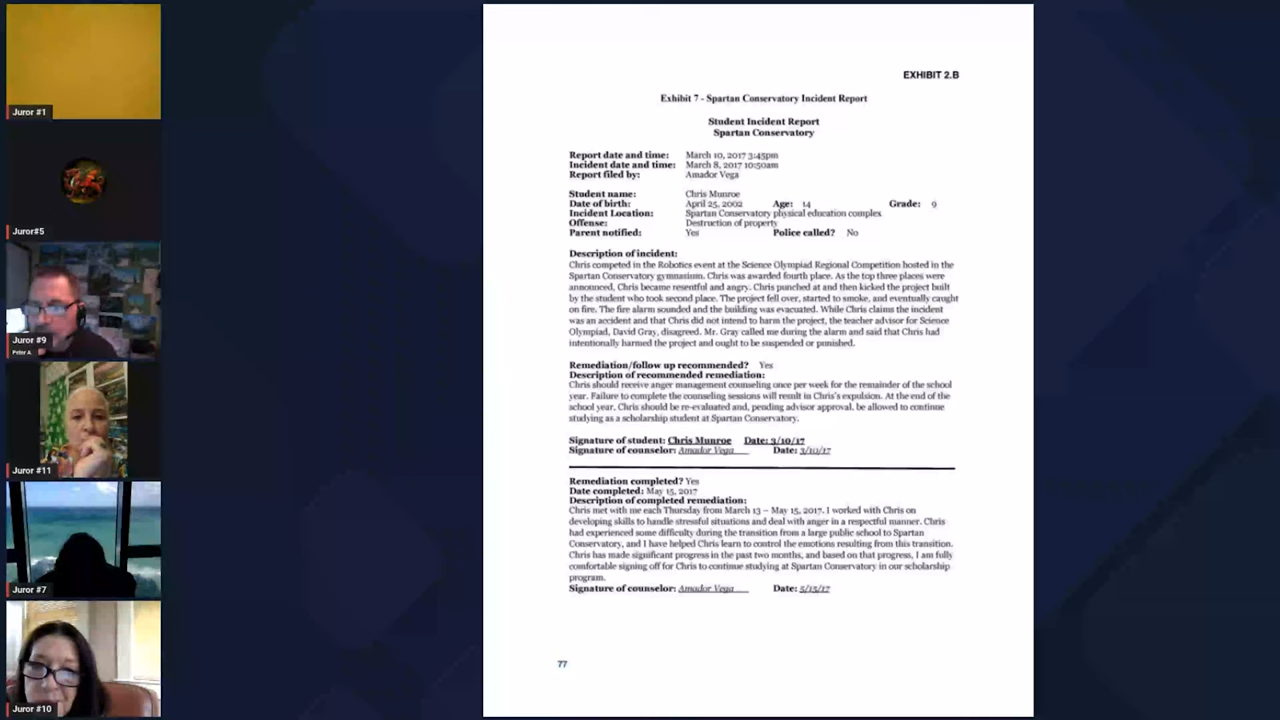 Juror #1
Juror#5
Juror #9
Peter A
Juror #11
Juror #7
Juror #10
EXHIBIT 2.B
Exhibit 7 - Spartan Conservatory Incident Report
Student Incident Report
Spartan Conservatory
Report date and time: March 10, 2017 3:45pm
Incident date and time: March 8, 2017 10:50am
Report filed by: Amador Vega
Student name: Chris Munroe
Date of birth: April 25, 2002 Age: 14 Grade: 9
Incident Location: Spartan Conservatory physical education complex
Offense: Destruction of property
Parent notified: Yes Police called? No
Description of incident:
Chris competed in the Robotics event at the Science Olympiad Regional Competition hosted in the
Spartan Conservatory gymnasium. Chris was awarded fourth place. As the top three places were
announced, Chris became resentful and angry. Chris punched at and then kicked the project built
by the student who took second place. The project fell over, started to smoke, and eventually caught
on fire. The fire alarm sounded and the building was evacuated. While Chris claims the incident
was an accident and that Chris did not intend to harm the project, the teacher advisor for Science
Olympiad, David Gray, disagreed. Mr. Gray called me during the alarm and said that Chris had
intentionally harmed the project and ought to be suspended or punished.
Remediation/follow up recommended? Yes
Description of recommended remediation:
Chris should receive anger management counseling once per week for the remainder of the school
year. Failure to complete the counseling sessions will result in Chris's expulsion. At the end of the
school year, Chris should be re-evaluated and, pending advisor approval, be allowed to continue
studying as a scholarship student at Spartan Conservatory.
Signature of student: Chris Munroe Date: 3/10/17
Signature of counselor: Amador Vega Date: 3/10/17
Remediation completed? Yes
Date completed: May 15, 2017
Description of completed remediation:
Chris met with me each Thursday from March 13 – May 15, 2017. I worked with Chris on
developing skills to handle stressful situations and deal with anger in a respectful manner. Chris
had experienced some difficulty during the transition from a large public school to Spartan
Conservatory, and I have helped Chris learn to control the emotions resulting from this transition.
Chris has made significant progress in the past two months, and based on that progress, I am fully
comfortable signing off for Chris to continue studying at Spartan Conservatory in our scholarship
program.
Signature of counselor: Amador Vega Date: 5/15/17
77